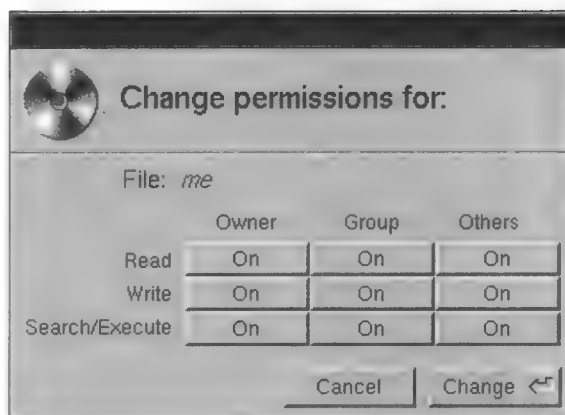 Change permissions for:
File: me
Owner Group Others
Read On On On
Write On On On
Search/Execute On On On
Cancel Change